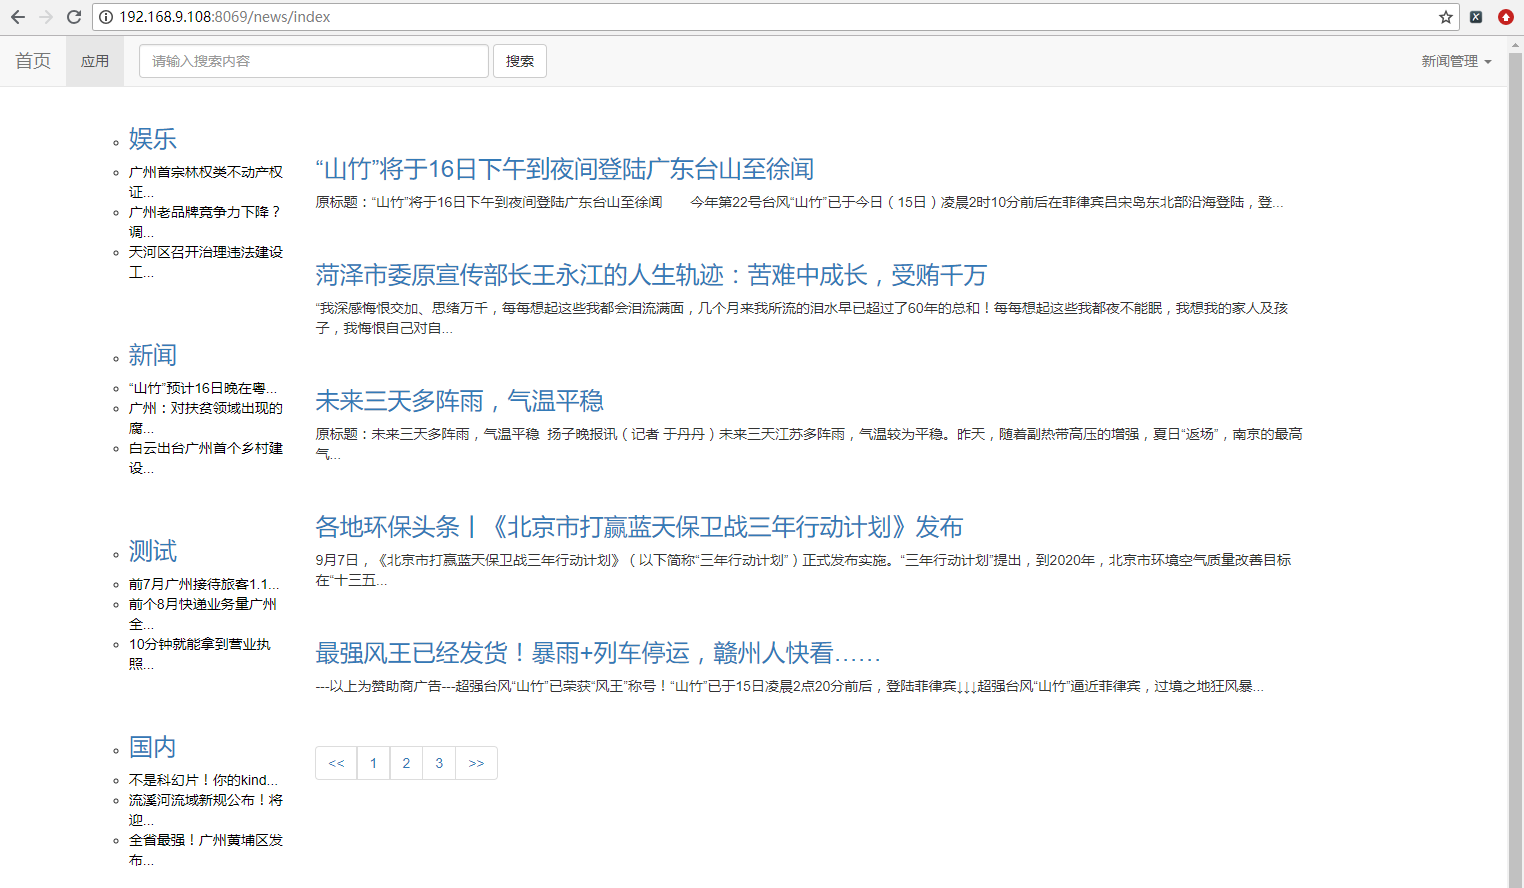 192.168.9.108:8069/news/index
首页 应用 请输入搜索内容 搜索 新闻管理
娱乐
广州首宗林权类不动产权
证...
广州老品牌竞争力下降？
调...
天河区召开治理违法建设
工...
新闻
“山竹”预计16日晚在粤...
广州：对扶贫领域出现的
腐...
白云出台广州首个乡村建
设...
测试
前7月广州接待旅客1.1...
前个8月快递业务量广州
全...
10分钟就能拿到营业执
照...
国内
不是科幻片！你的kind...
流溪河流域新规公布！将
迎...
全省最强！广州黄埔区发
布...
“山竹”将于16日下午到夜间登陆广东台山至徐闻
原标题：“山竹”将于16日下午到夜间登陆广东台山至徐闻 今年第22号台风“山竹”已于今日（15日）凌晨2时10分前后在菲律宾吕宋岛东北部沿海登陆，登...
菏泽市委原宣传部长王永江的人生轨迹：苦难中成长，受贿千万
“我深感悔恨交加、思绪万千，每每想起这些我都会泪流满面，几个月来我所流的泪水早已超过了60年的总和！每每想起这些我都夜不能眠，我想我的家人及孩
子，我悔恨自己对自...
未来三天多阵雨，气温平稳
原标题：未来三天多阵雨，气温平稳 扬子晚报讯（记者 于丹丹）未来三天江苏多阵雨，气温较为平稳。昨天，随着副热带高压的增强，夏日“返场”，南京的最高
气...
各地环保头条丨《北京市打赢蓝天保卫战三年行动计划》发布
9月7日，《北京市打赢蓝天保卫战三年行动计划》（以下简称“三年行动计划”）正式发布实施。“三年行动计划”提出，到2020年，北京市环境空气质量改善目标
在“十三五...
最强风王已经发货！暴雨+列车停运，赣州人快看……
---以上为赞助商广告---超强台风“山竹”已荣获“风王”称号！“山竹”已于15日凌晨2点20分前后，登陆菲律宾↓↓↓超强台风“山竹”逼近菲律宾，过境之地狂风暴...
<< 1 2 3 >>